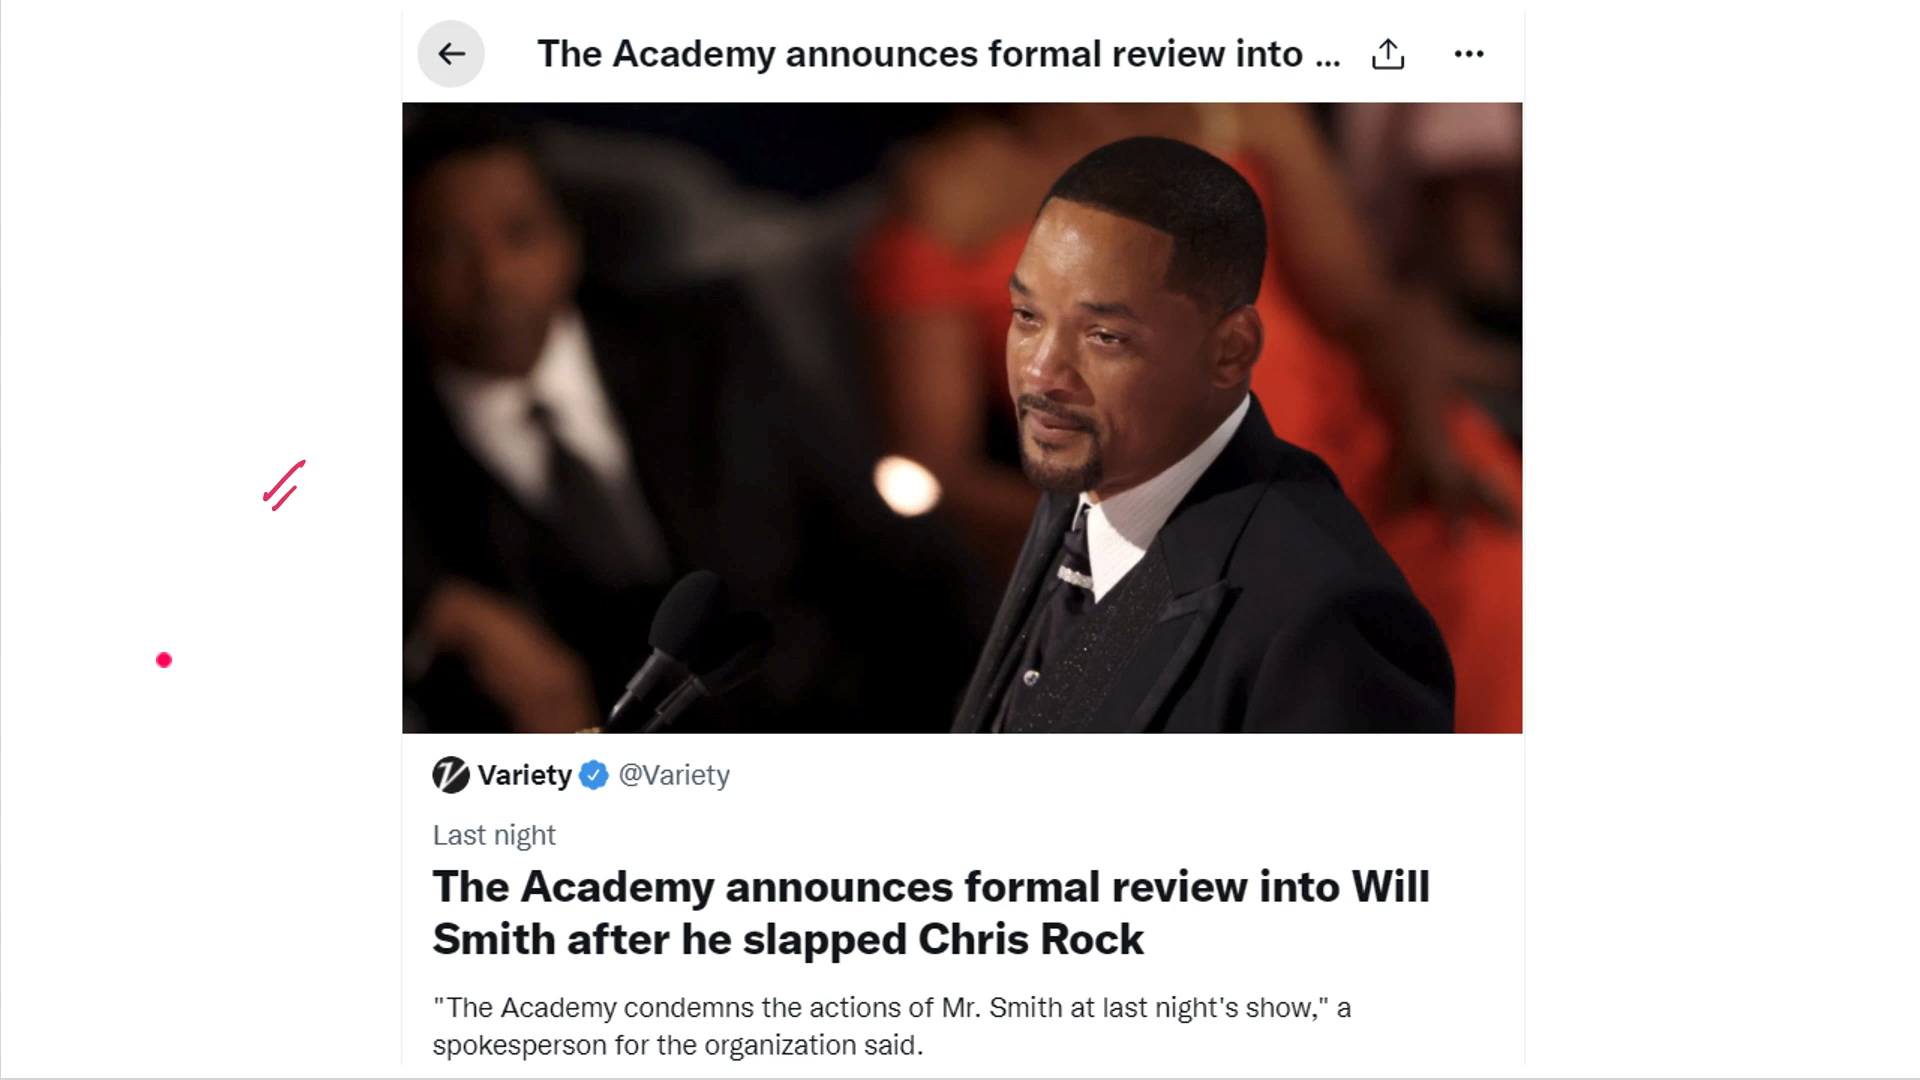 The Academy announces formal review into ...
Variety @Variety
Last night
The Academy announces formal review into Will
Smith after he slapped Chris Rock
"The Academy condemns the actions of Mr. Smith at last night's show," a
spokesperson for the organization said.